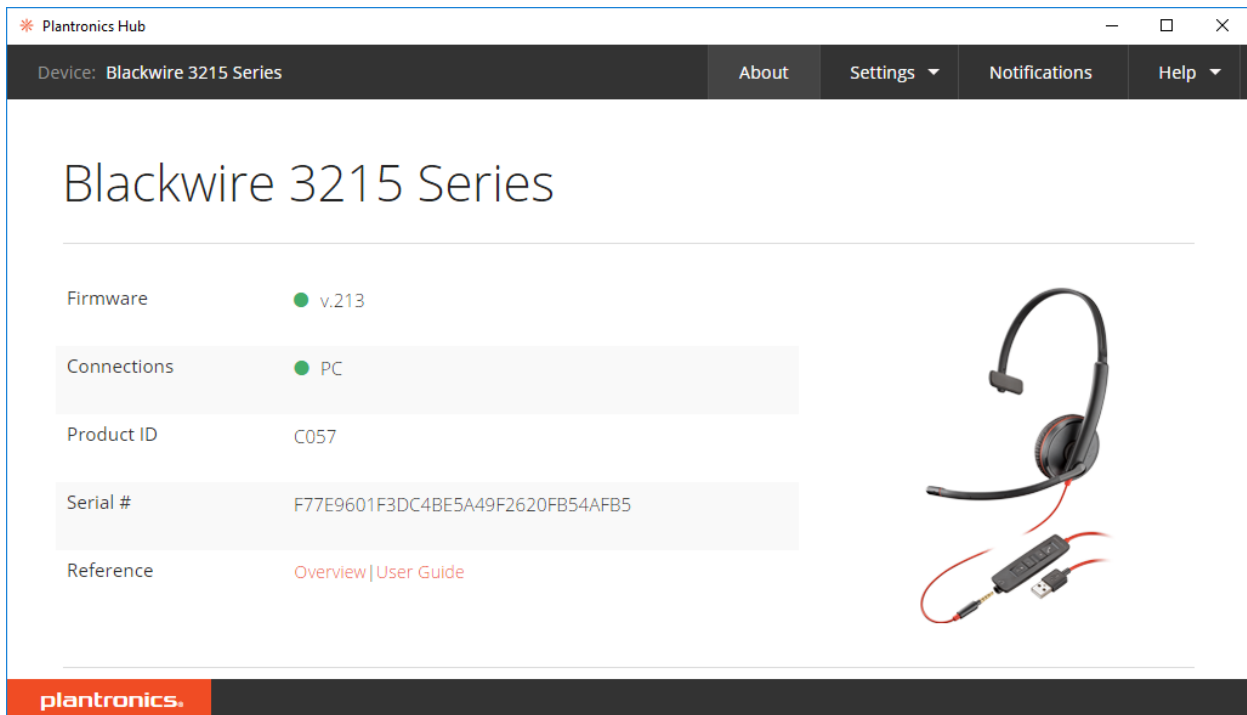 Plantronics Hub
Device: Blackwire 3215 Series About Settings Notifications Help
Blackwire 3215 Series
Firmware v.213
Connections PC
Product ID C057
Serial # F77E9601F3DC4BE5A49F2620FB54AFB5
Reference Overview|User Guide
plantronics.